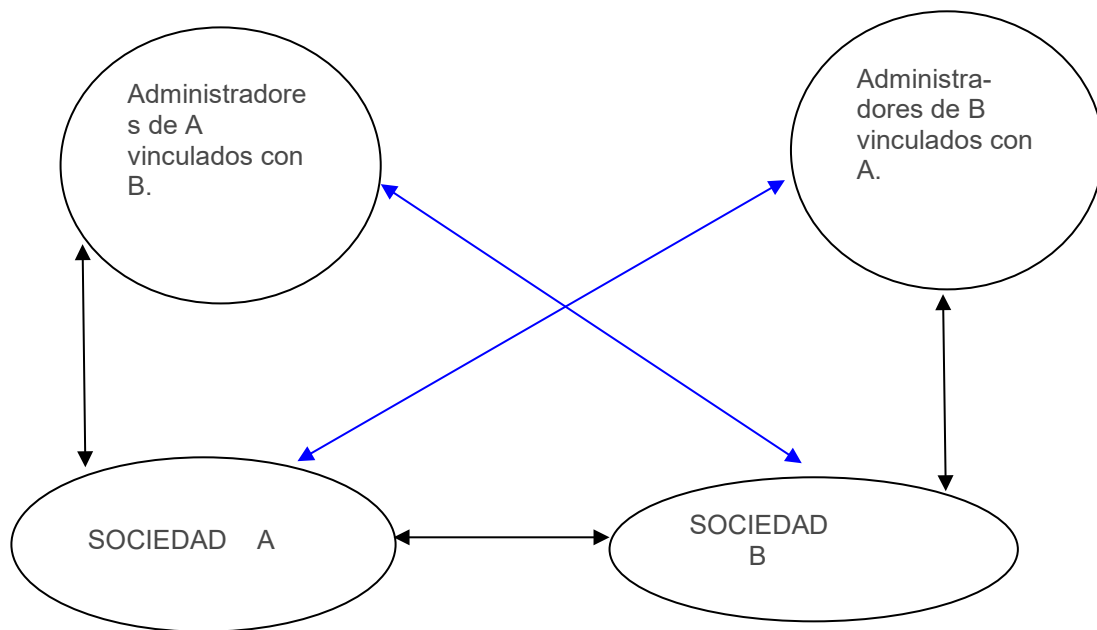 Administradore
s de A
vinculados con
B.
Administra-
dores de B
vinculados con
A.
SOCIEDAD A
SOCIEDAD
B